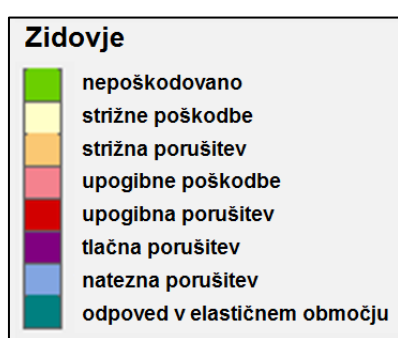 Zidovje
nepoškodovano
strižne poškodbe
strižna porušitev
upogibne poškodbe
upogibna porušitev
tlačna porušitev
natezna porušitev
odpoved v elastičnem območju